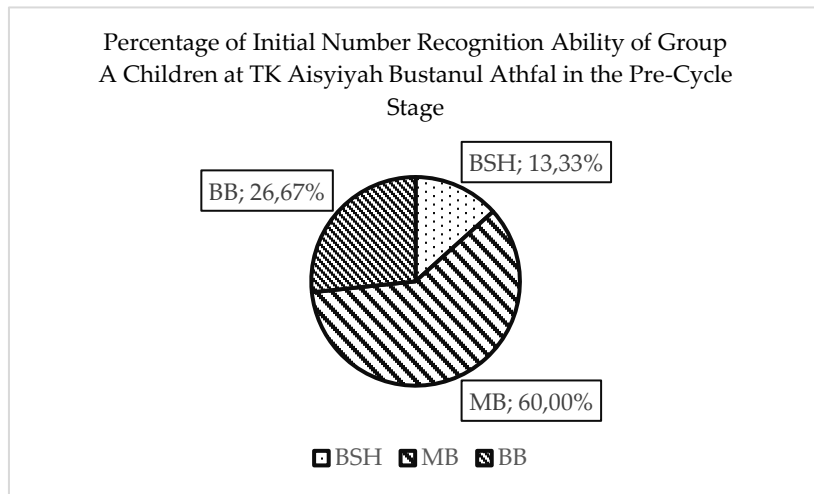 Percentage of Initial Number Recognition Ability of Group
A Children at TK Aisyiyah Bustanul Athfal in the Pre-Cycle
Stage
BSH; 13,33%
BB; 26,67%
MB; 60,00%
BSH MB BB